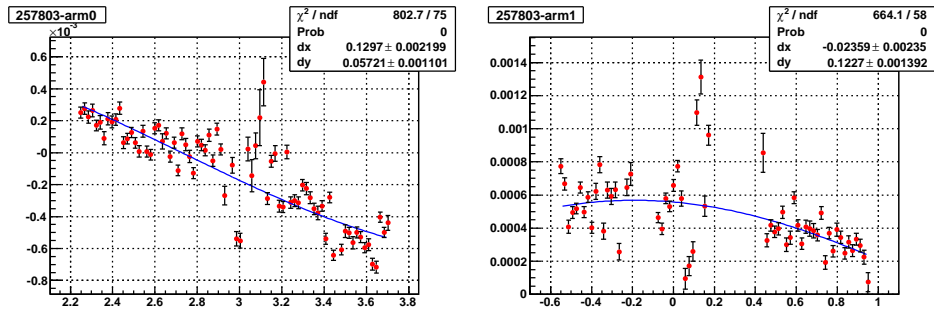 257803-arm0
×10⁻³
χ² / ndf 802.7 / 75
Prob 0
dx 0.1297 ± 0.002199
dy 0.05721 ± 0.001101
0.6
0.4
0.2
-0
-0.2
-0.4
-0.6
-0.8
2.2 2.4 2.6 2.8 3 3.2 3.4 3.6 3.8
257803-arm1
χ² / ndf 664.1 / 58
Prob 0
dx -0.02359 ± 0.00235
dy 0.1227 ± 0.001392
0.0014
0.0012
0.001
0.0008
0.0006
0.0004
0.0002
0
-0.6 -0.4 -0.2 0 0.2 0.4 0.6 0.8 1